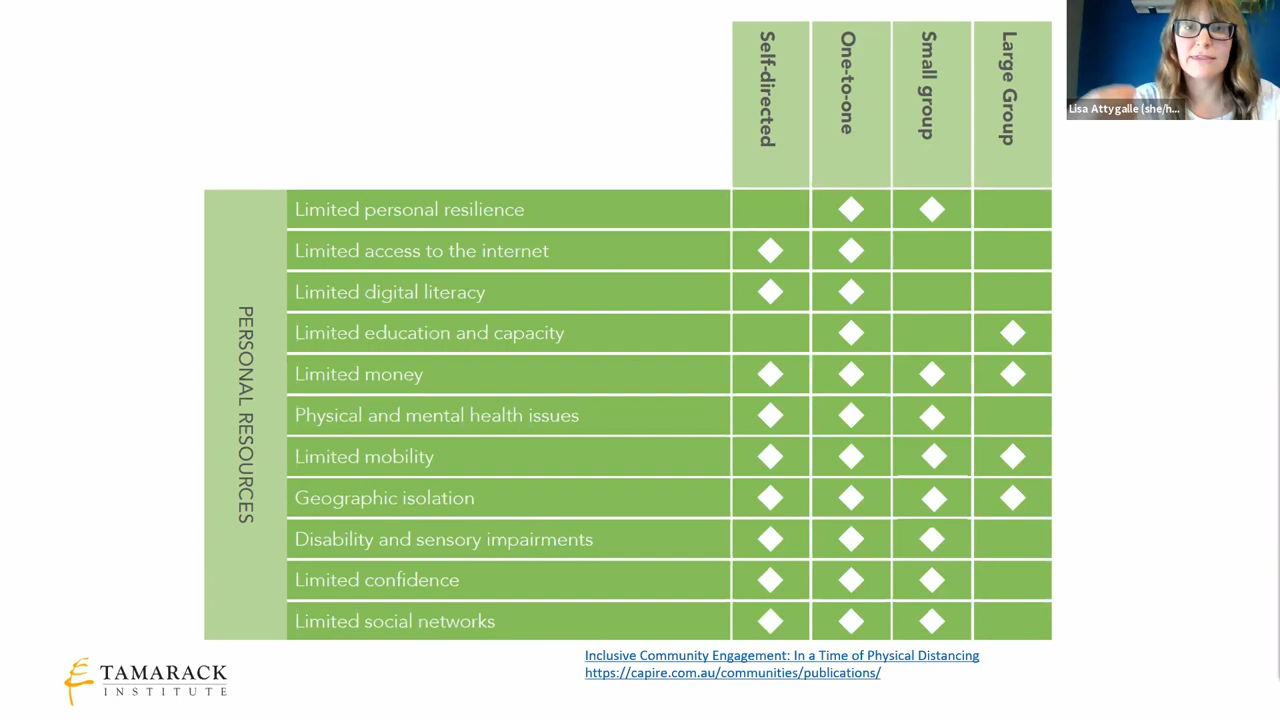 Self-directed
One-to-one
Small group
Large Group
Lisa Attygalle (she/h...
PERSONAL RESOURCES
Limited personal resilience
Limited access to the internet
Limited digital literacy
Limited education and capacity
Limited money
Physical and mental health issues
Limited mobility
Geographic isolation
Disability and sensory impairments
Limited confidence
Limited social networks
Inclusive Community Engagement: In a Time of Physical Distancing
https://capire.com.au/communities/publications/
TAMARACK
INSTITUTE